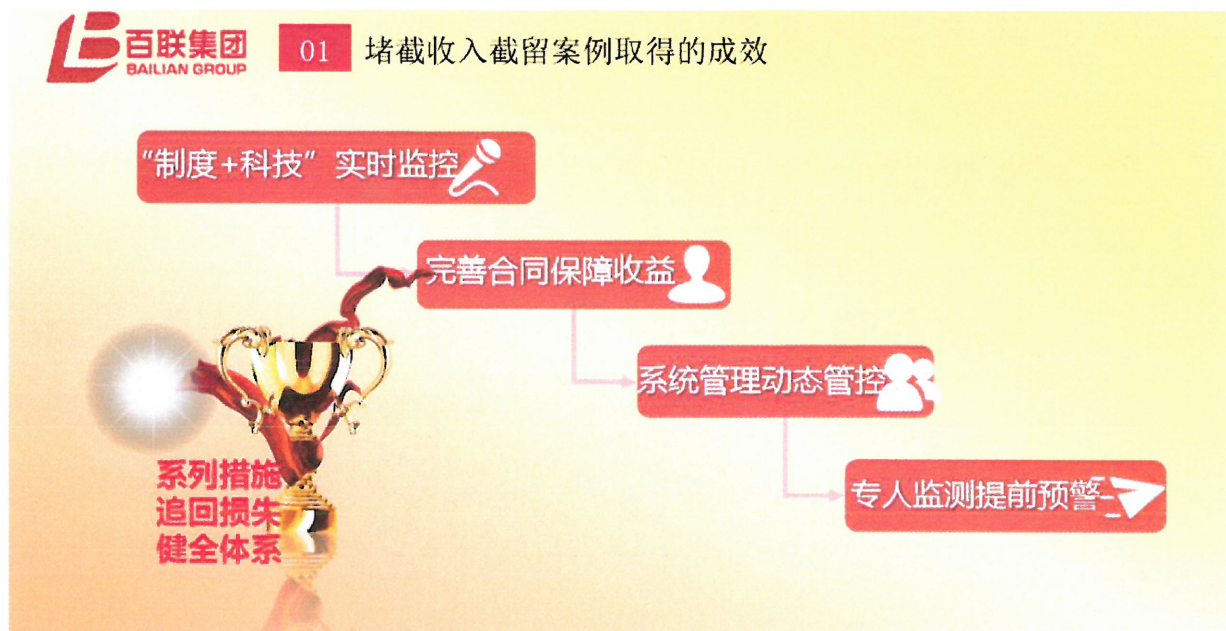 百联集团
BAILIAN GROUP
01
堵截收入截留案例取得的成效
“制度+科技” 实时监控
完善合同保障收益
系统管理动态管控
专人监测提前预警
系列措施
追回损失
健全体系